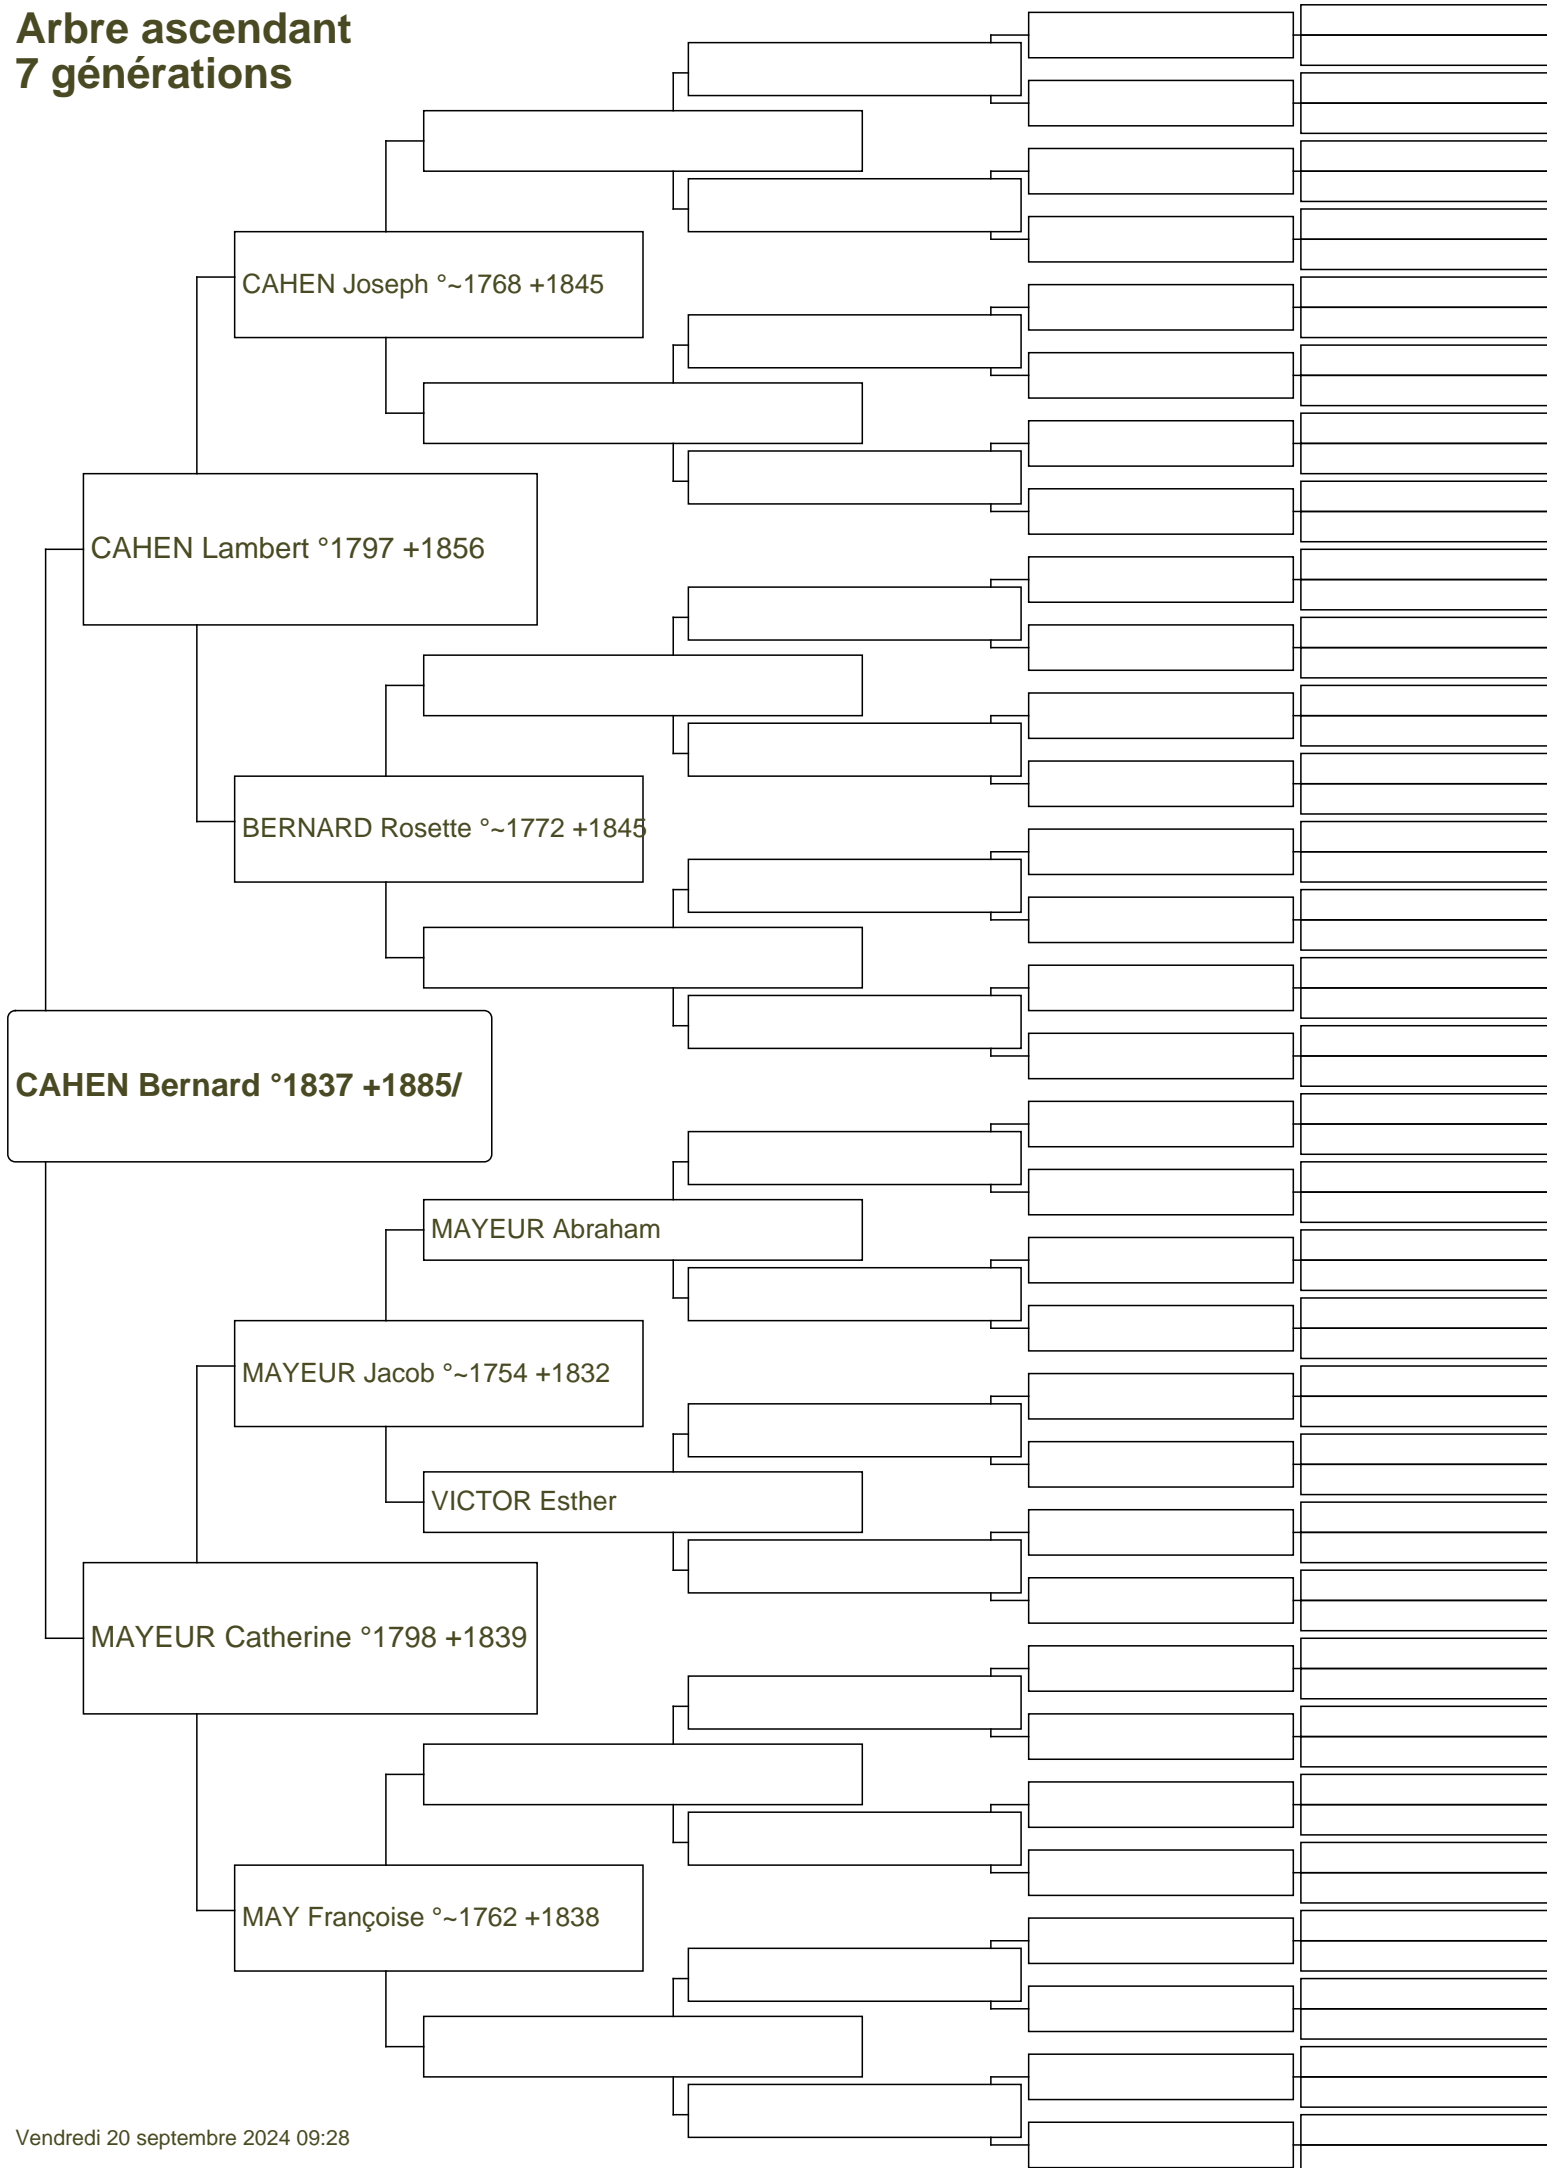 Arbre ascendant
7 générations
CAHEN Joseph °~1768 +1845
CAHEN Lambert °1797 +1856
BERNARD Rosette °~1772 +1845
CAHEN Bernard °1837 +1885/
MAYEUR Abraham
MAYEUR Jacob °~1754 +1832
VICTOR Esther
MAYEUR Catherine °1798 +1839
MAY Françoise °~1762 +1838
Vendredi 20 septembre 2024 09:28